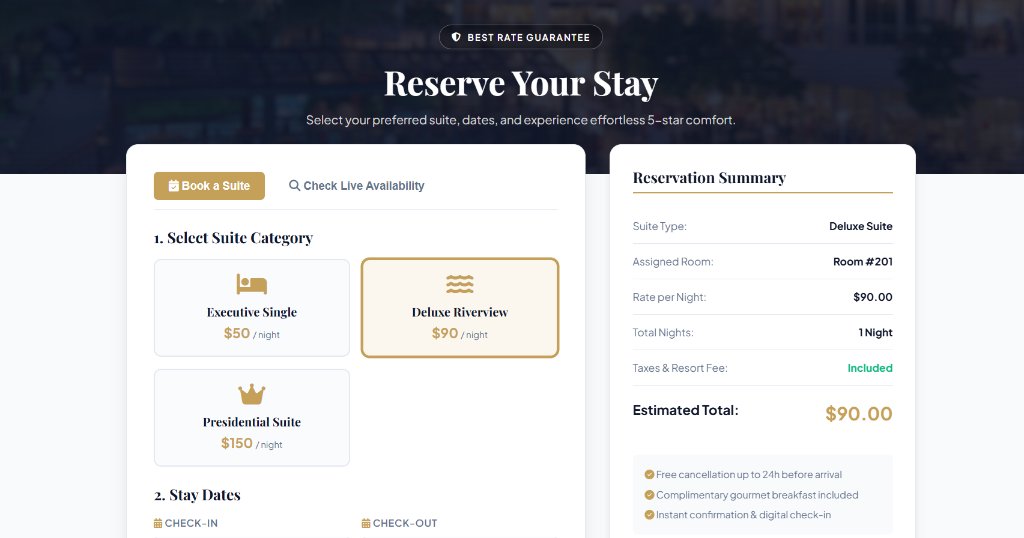 BEST RATE GUARANTEE
Reserve Your Stay
Select your preferred suite, dates, and experience effortless 5-star comfort.
Book a Suite
Check Live Availability
1. Select Suite Category
Executive Single
$50 / night
Deluxe Riverview
$90 / night
Presidential Suite
$150 / night
2. Stay Dates
CHECK-IN
CHECK-OUT
Reservation Summary
Suite Type: Deluxe Suite
Assigned Room: Room #201
Rate per Night: $90.00
Total Nights: 1 Night
Taxes & Resort Fee: Included
Estimated Total: $90.00
Free cancellation up to 24h before arrival
Complimentary gourmet breakfast included
Instant confirmation & digital check-in